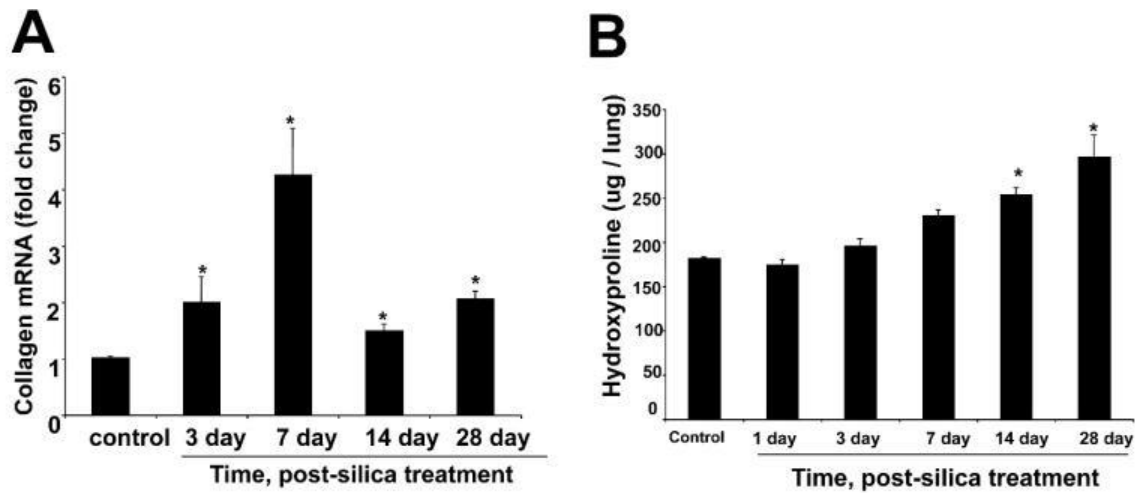 A
Collagen mRNA (fold change)
6
5
4
3
2
1
0
*
*
*
*
control 3 day 7 day 14 day 28 day
Time, post-silica treatment
B
Hydroxyproline (ug / lung)
350
300
250
200
150
100
50
0
*
*
Control 1 day 3 day 7 day 14 day 28 day
Time, post-silica treatment